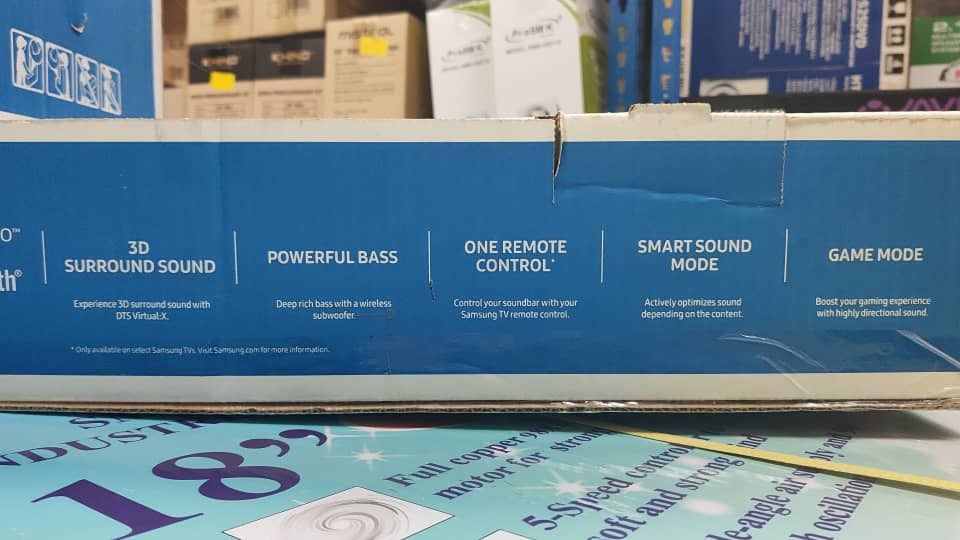 ProlinK
ProlinK
3D
SURROUND SOUND
Experience 3D surround sound with
DTS Virtual:X.
POWERFUL BASS
Deep rich bass with a wireless
subwoofer.
ONE REMOTE
CONTROL*
Control your soundbar with your
Samsung TV remote control.
SMART SOUND
MODE
Actively optimizes sound
depending on the content.
GAME MODE
Boost your gaming experience
with highly directional sound.
* Only available on select Samsung TVs. Visit Samsung.com for more information.
18"
Full copper
motor for strong
5-Speed control
soft and strong